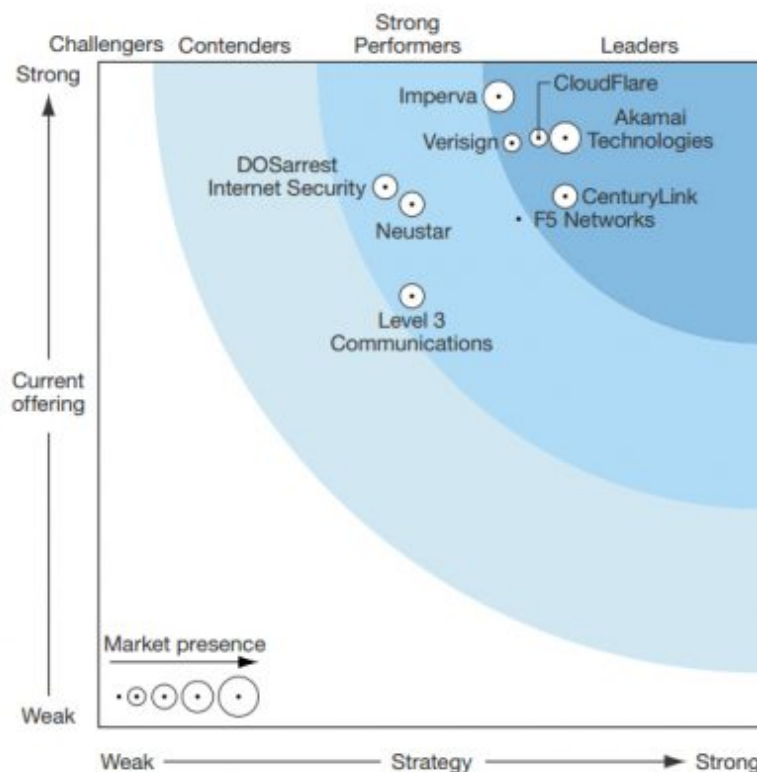 Strong
Challengers Contenders Performers Leaders
Strong
CloudFlare
Imperva
Akamai
Verisign Technologies
DOSarrest
Internet Security
CenturyLink
Neustar F5 Networks
Level 3
Communications
Current
offering
Market presence
Weak
Weak Strategy Strong